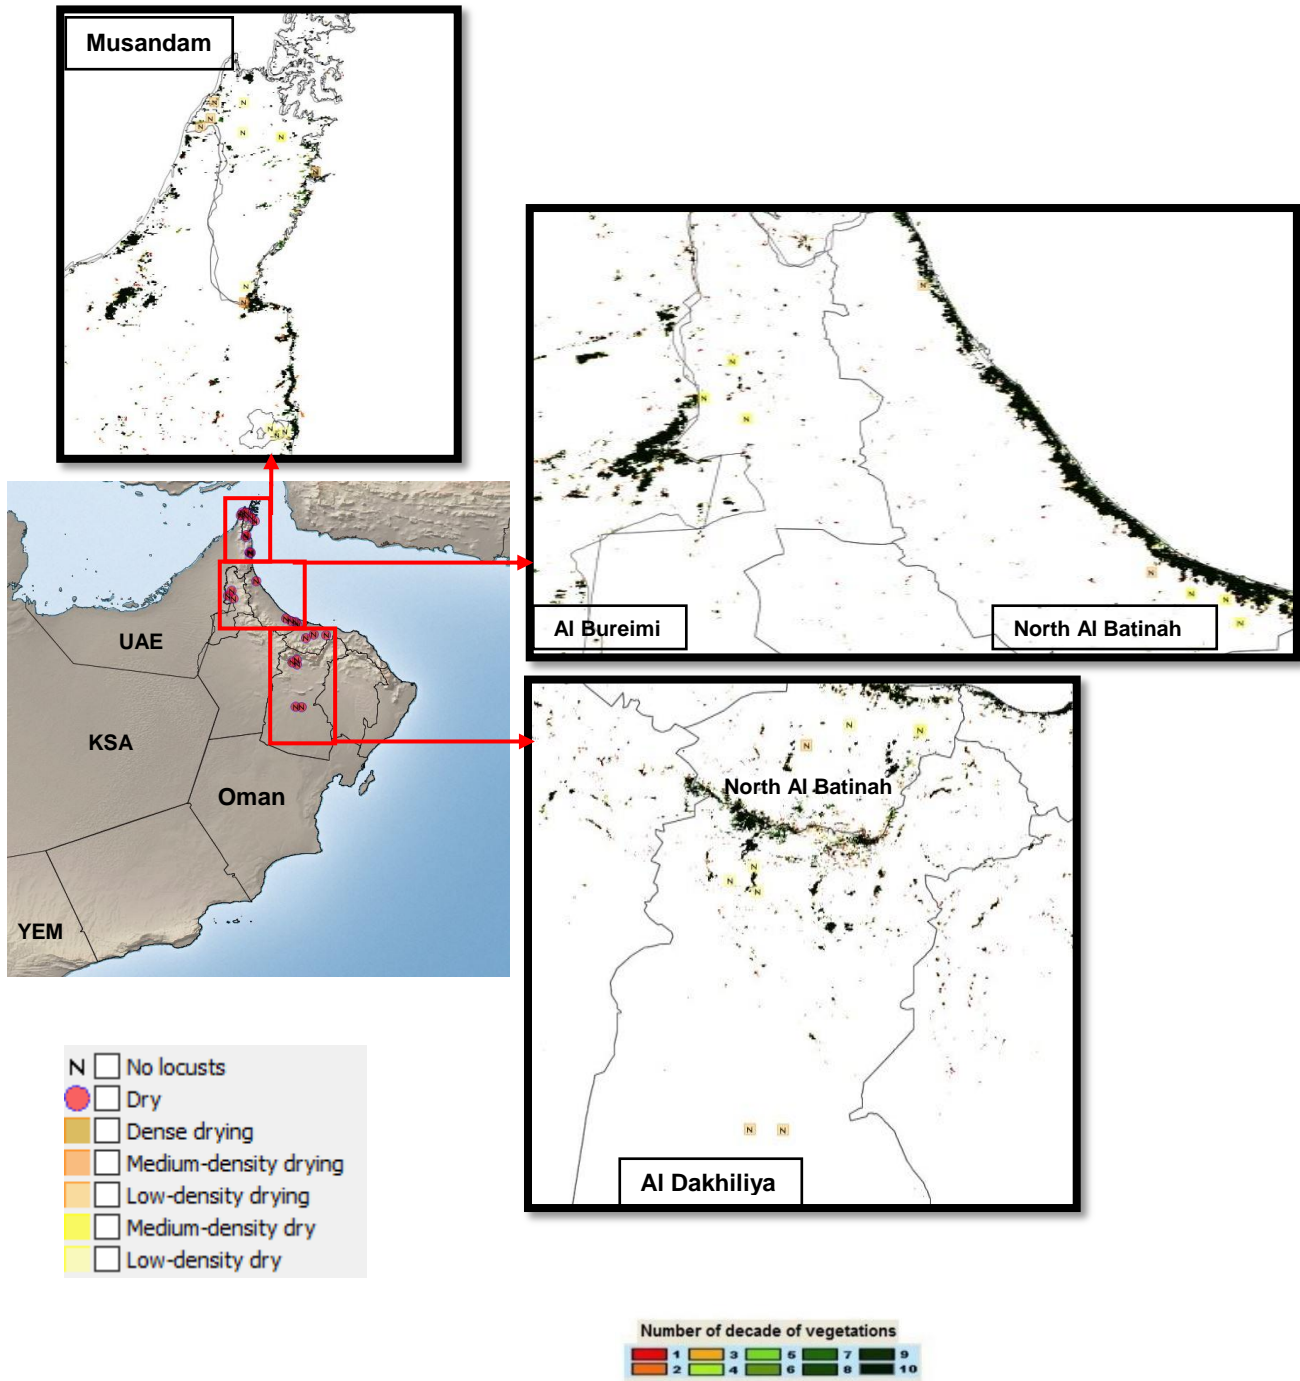 Musandam
Al Bureimi
North Al Batinah
UAE
KSA
Oman
YEM
North Al Batinah
Al Dakhiliya
N No locusts
Dry
Dense drying
Medium-density drying
Low-density drying
Medium-density dry
Low-density dry
Number of decade of vegetations
1 3 5 7 9
2 4 6 8 10